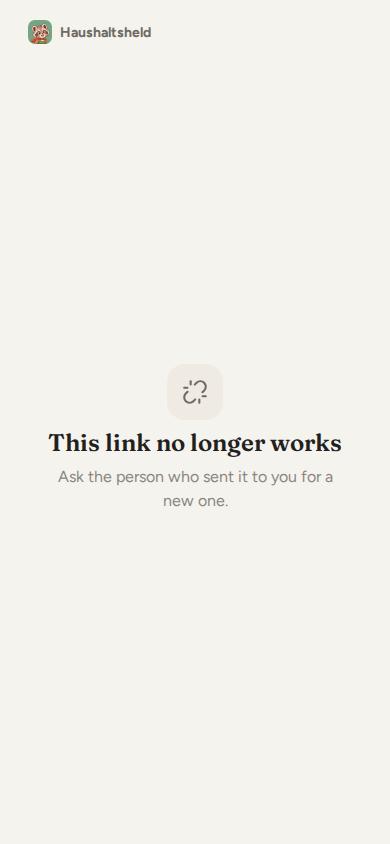 Haushaltsheld
This link no longer works
Ask the person who sent it to you for a
new one.